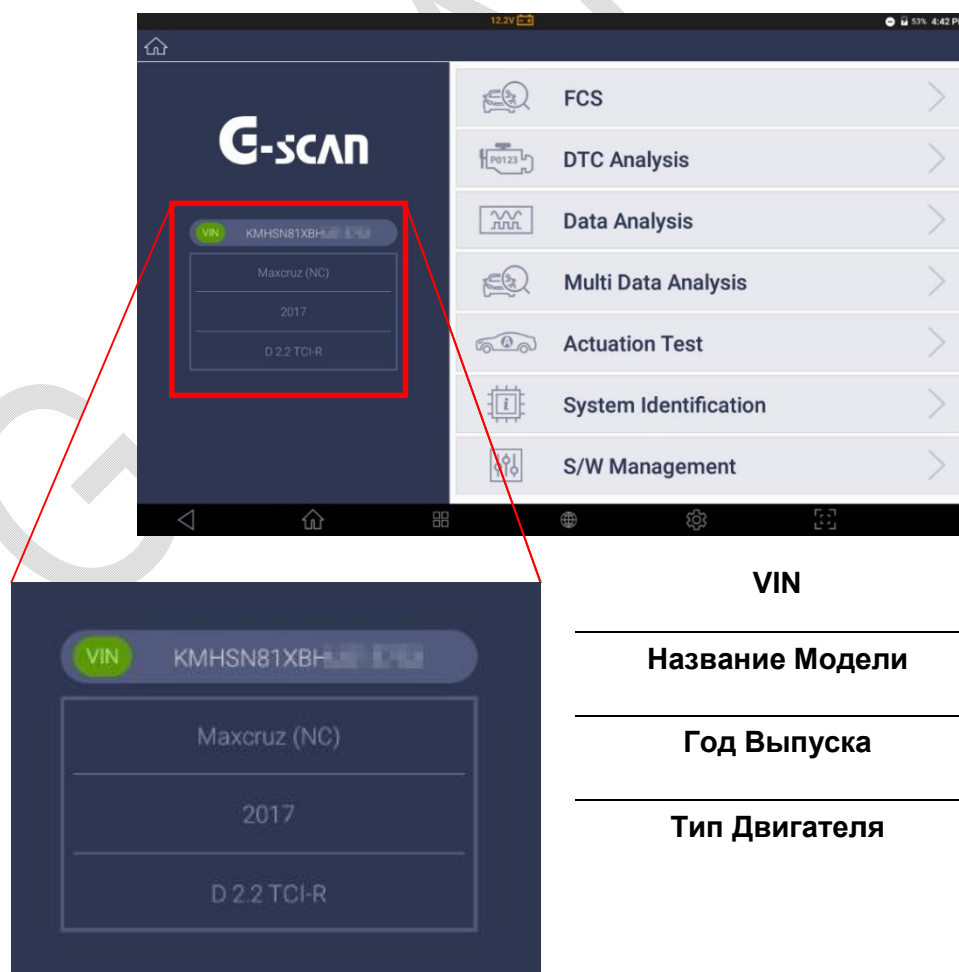 12.2V
53% 4:42 P
G-scan
VIN KMHSN81XBH
Maxcruz (NC)
2017
D 2.2 TCI-R
FCS
P0123
DTC Analysis
Data Analysis
Multi Data Analysis
Actuation Test
System Identification
S/W Management
VIN KMHSN81XBH
Maxcruz (NC)
2017
D 2.2 TCI-R
VIN
Название Модели
Год Выпуска
Тип Двигателя